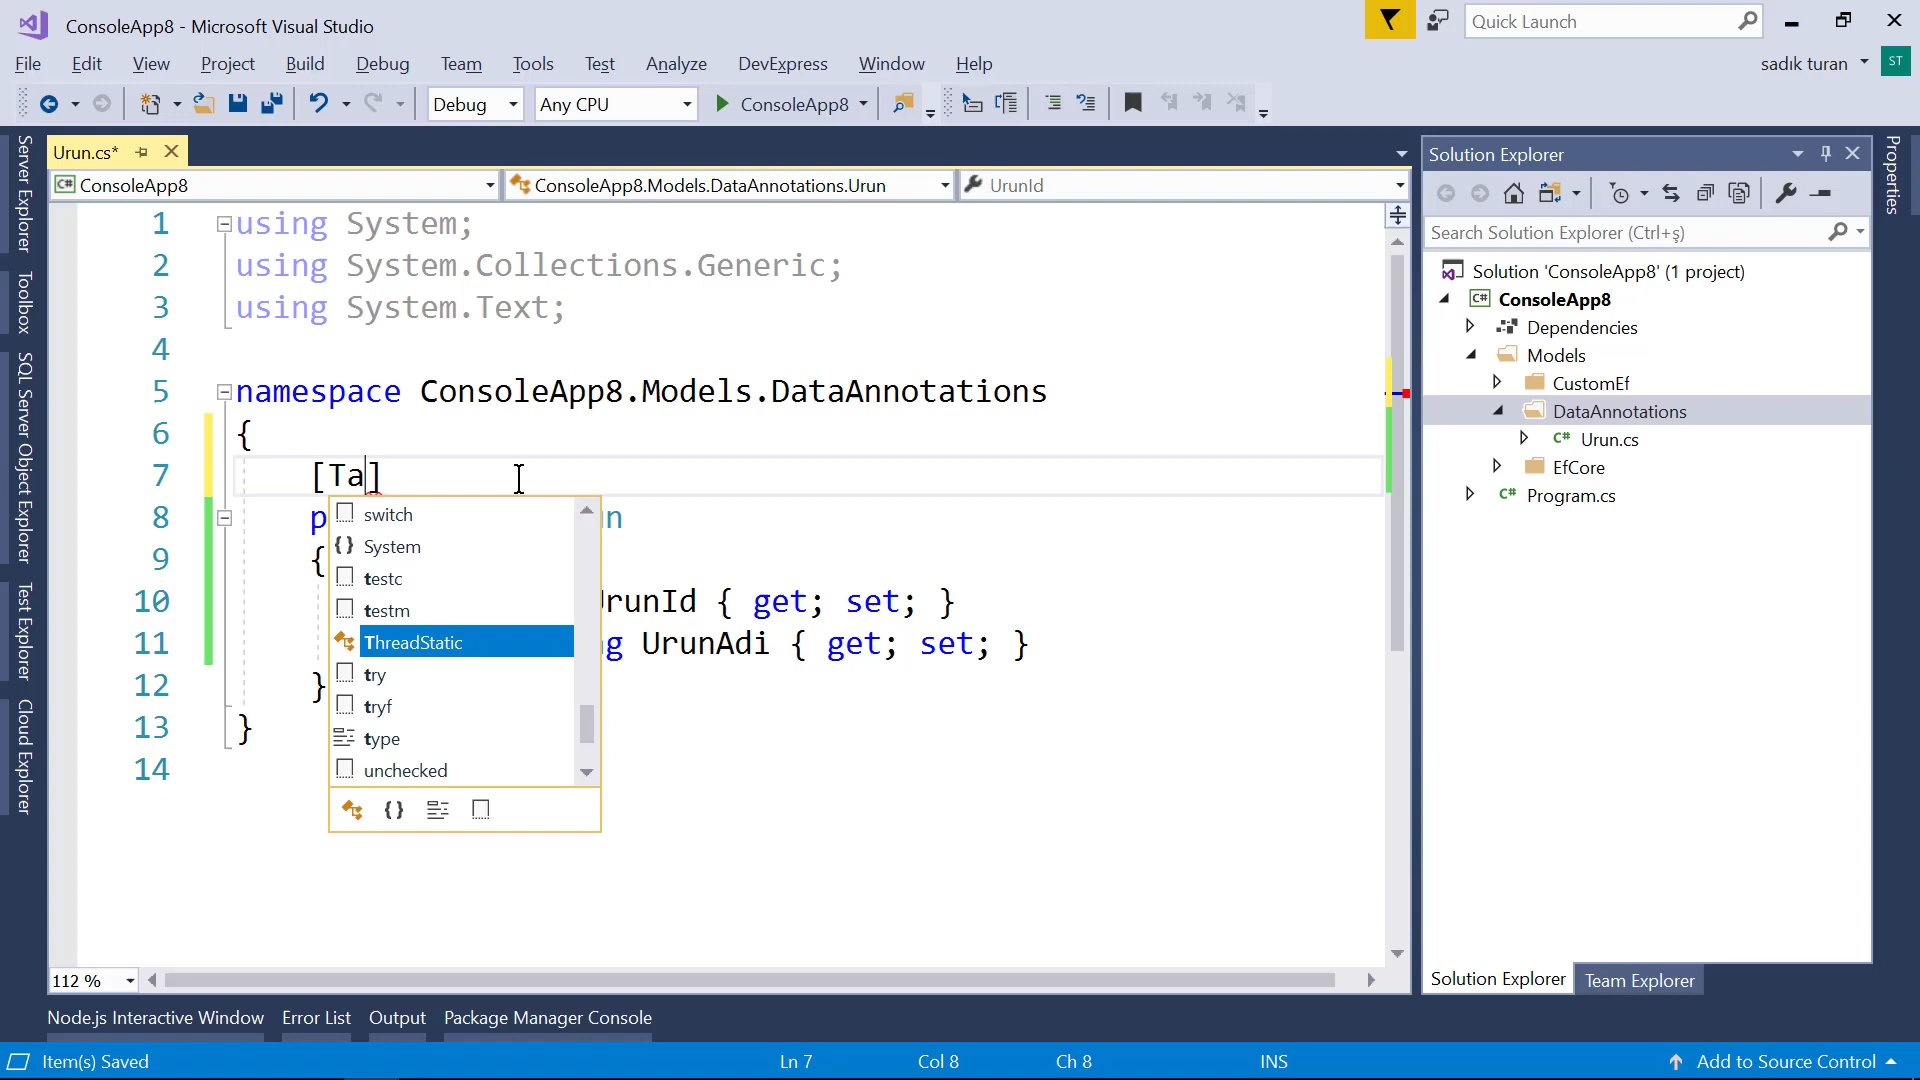 ConsoleApp8 - Microsoft Visual Studio
Quick Launch
File Edit View Project Build Debug Team Tools Test Analyze DevExpress Window Help
sadık turan ST
Debug Any CPU ConsoleApp8
Server Explorer
Toolbox
SQL Server Object Explorer
Test Explorer
Cloud Explorer
Urun.cs*
C# ConsoleApp8 ConsoleApp8.Models.DataAnnotations.Urun UrunId
1 using System;
2 using System.Collections.Generic;
3 using System.Text;
4
5 namespace ConsoleApp8.Models.DataAnnotations
6 {
7 [Ta]
8 p n
9 {
10 UrunId { get; set; }
11 g UrunAdi { get; set; }
12 }
13 }
14
switch
{} System
testc
testm
ThreadStatic
try
tryf
type
unchecked
{}
112 %
Solution Explorer
Search Solution Explorer (Ctrl+ş)
Solution 'ConsoleApp8' (1 project)
C# ConsoleApp8
Dependencies
Models
CustomEf
DataAnnotations
C# Urun.cs
EfCore
C# Program.cs
Solution Explorer Team Explorer
Properties
Node.js Interactive Window Error List Output Package Manager Console
Item(s) Saved Ln 7 Col 8 Ch 8 INS Add to Source Control